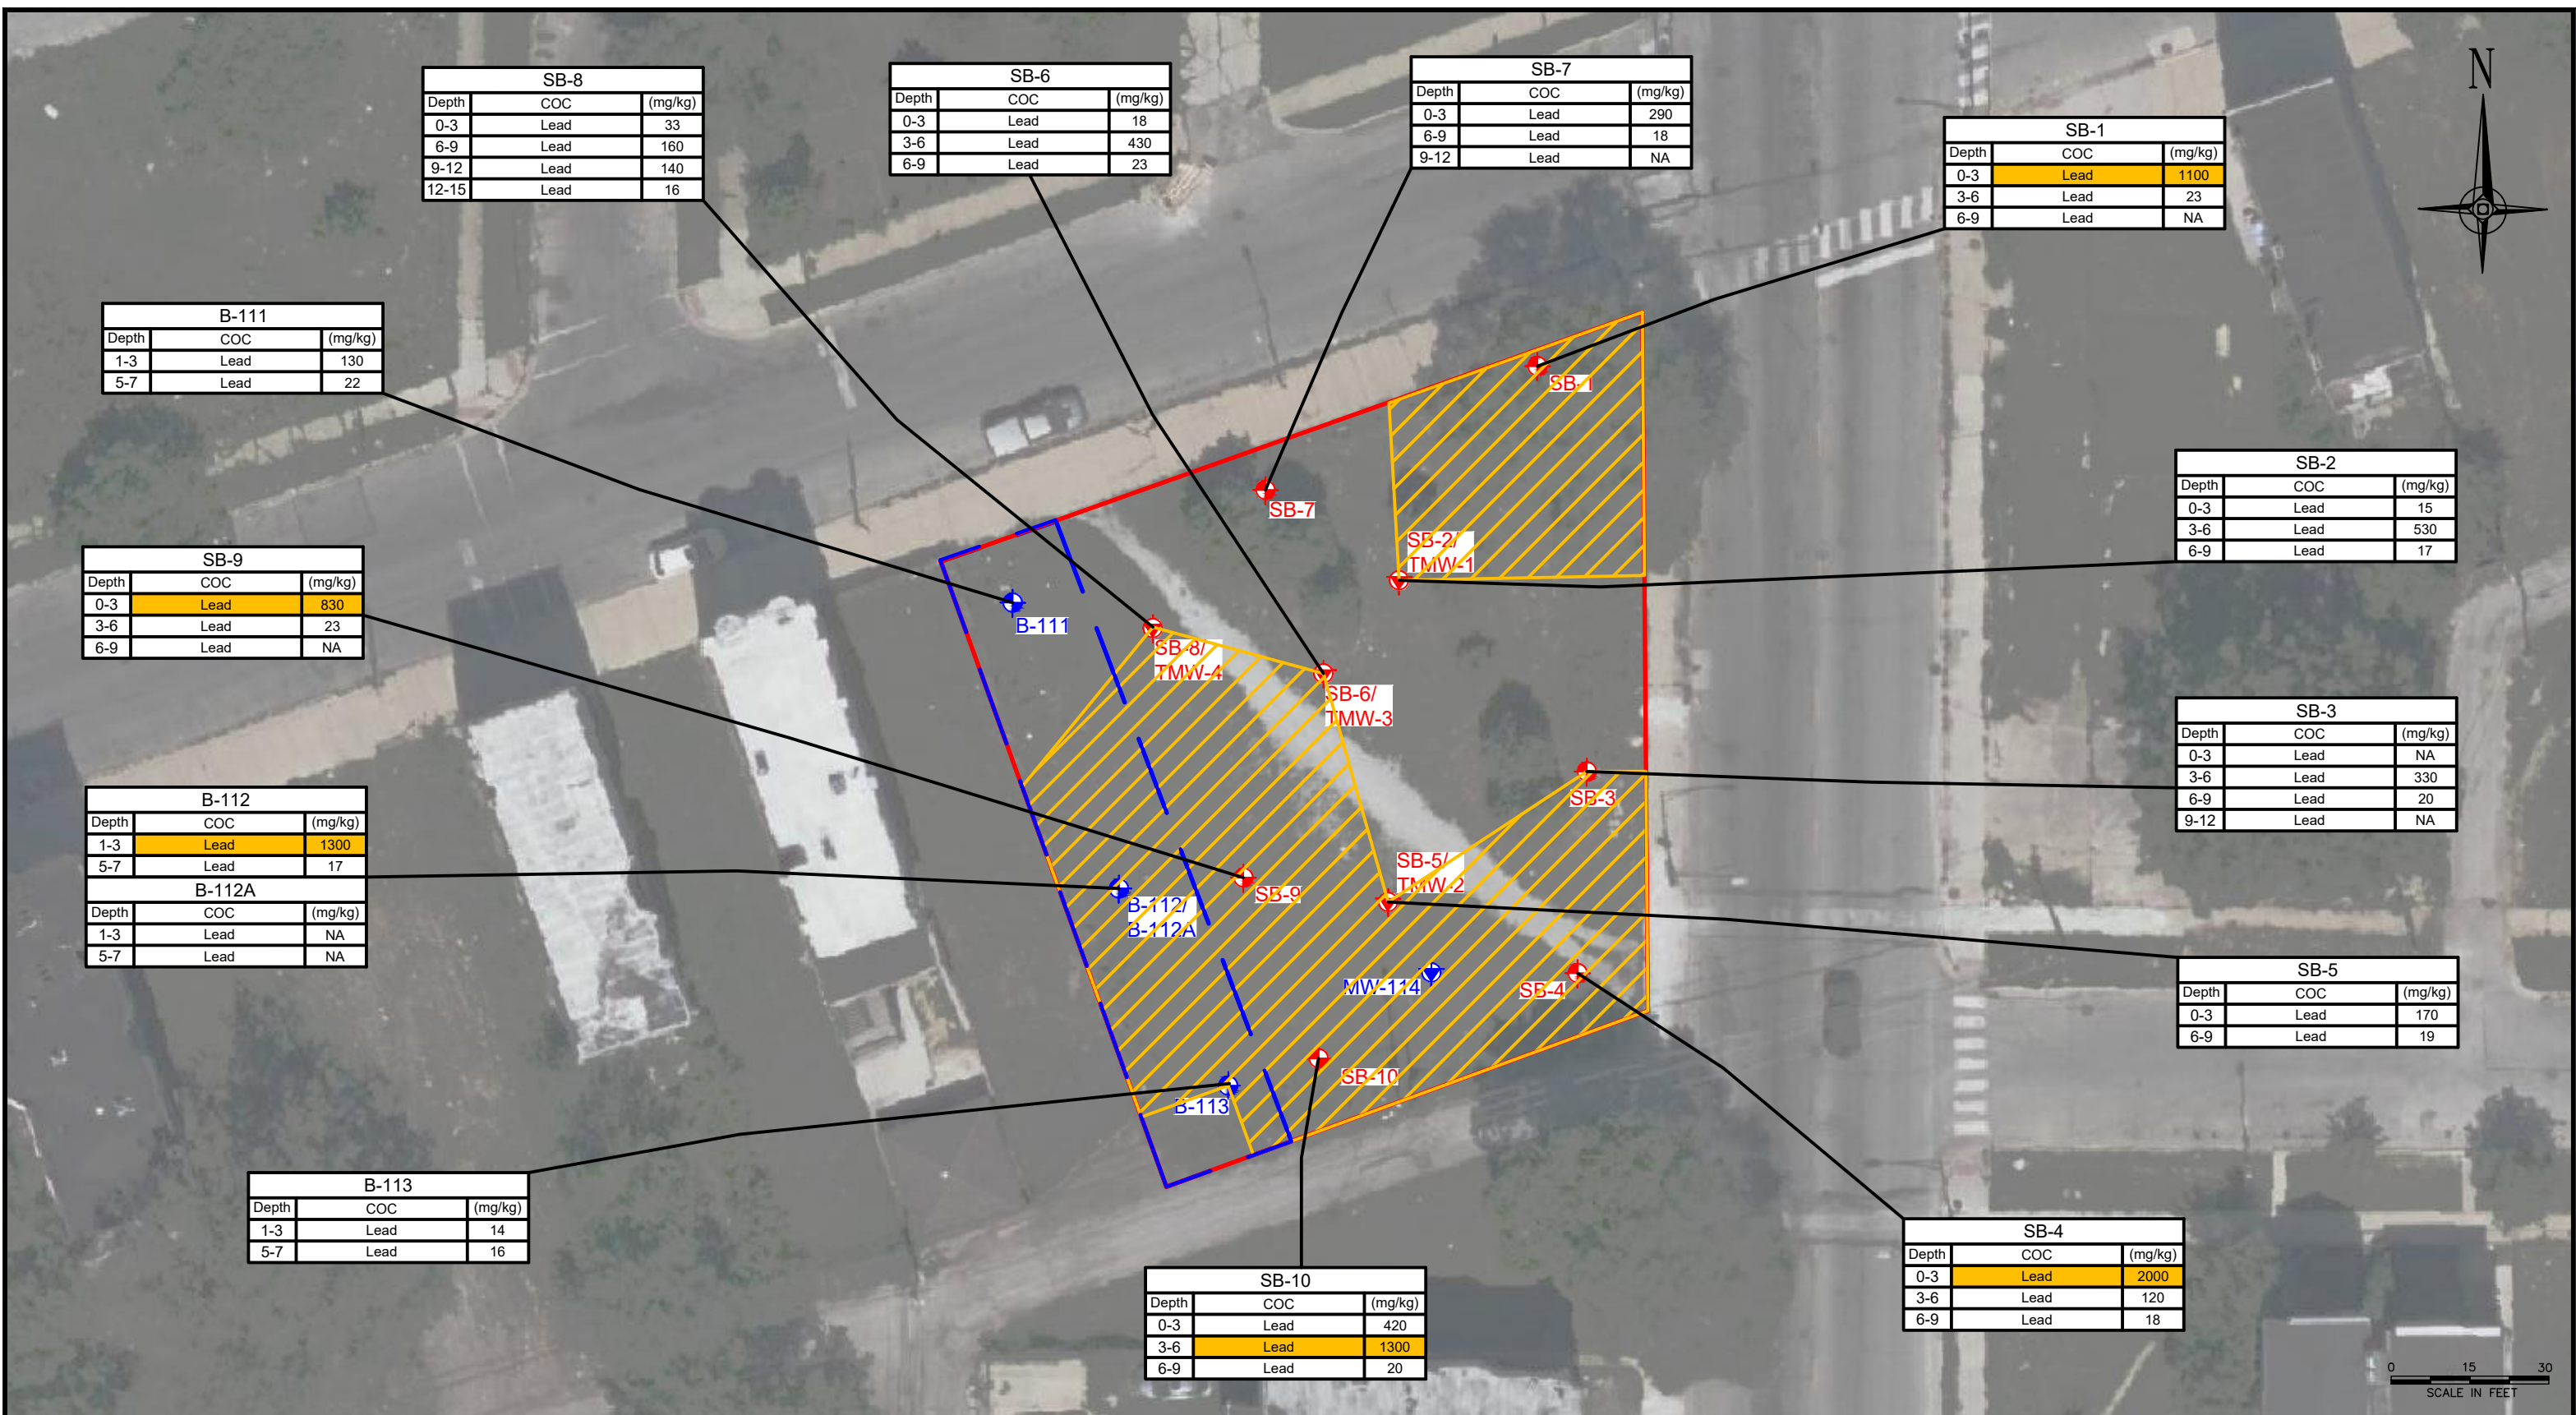 N
SB-8
Depth COC (mg/kg)
0-3 Lead 33
6-9 Lead 160
9-12 Lead 140
12-15 Lead 16
SB-6
Depth COC (mg/kg)
0-3 Lead 18
3-6 Lead 430
6-9 Lead 23
SB-7
Depth COC (mg/kg)
0-3 Lead 290
6-9 Lead 18
9-12 Lead NA
SB-1
Depth COC (mg/kg)
0-3 Lead 1100
3-6 Lead 23
6-9 Lead NA
B-111
Depth COC (mg/kg)
1-3 Lead 130
5-7 Lead 22
SB-2
Depth COC (mg/kg)
0-3 Lead 15
3-6 Lead 530
6-9 Lead 17
SB-9
Depth COC (mg/kg)
0-3 Lead 830
3-6 Lead 23
6-9 Lead NA
SB-3
Depth COC (mg/kg)
0-3 Lead NA
3-6 Lead 330
6-9 Lead 20
9-12 Lead NA
B-112
Depth COC (mg/kg)
1-3 Lead 1300
5-7 Lead 17
B-112A
Depth COC (mg/kg)
1-3 Lead NA
5-7 Lead NA
SB-5
Depth COC (mg/kg)
0-3 Lead 170
6-9 Lead 19
B-113
Depth COC (mg/kg)
1-3 Lead 14
5-7 Lead 16
SB-10
Depth COC (mg/kg)
0-3 Lead 420
3-6 Lead 1300
6-9 Lead 20
SB-4
Depth COC (mg/kg)
0-3 Lead 2000
3-6 Lead 120
6-9 Lead 18
SB-1
SB-7
SB-2/
TMW-1
B-111
SB-8/
TMW-4
SB-6/
TMW-3
SB-3
SB-5/
TMW-2
SB-9
B-112/
B-112A
MW-114
SB-4
SB-10
B-113
0 15 30
SCALE IN FEET